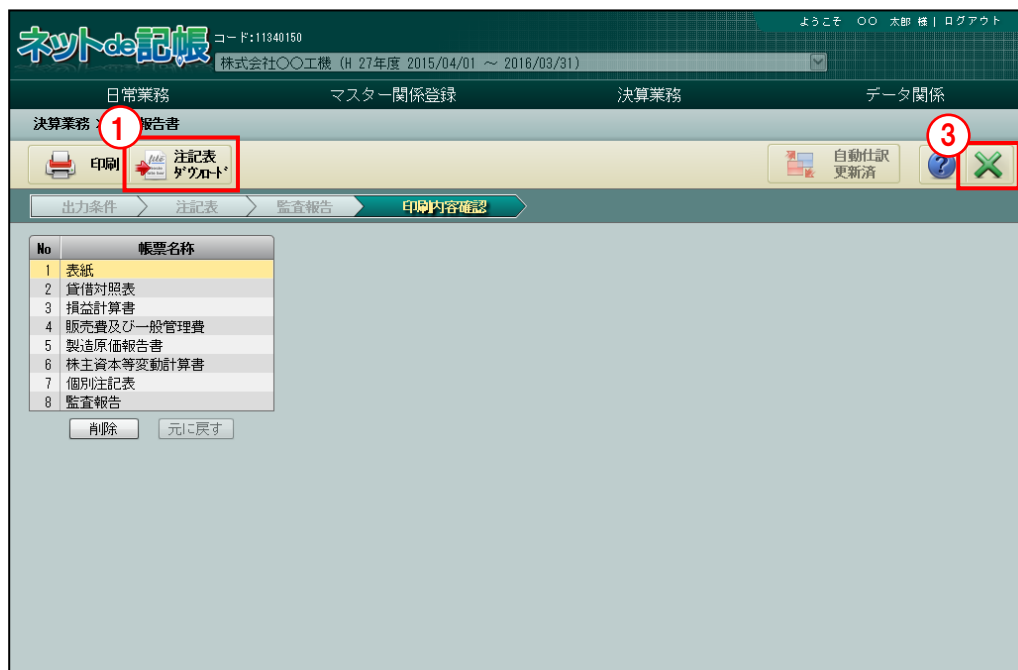 ようこそ 〇〇 太郎 様 | ログアウト
ネットde記帳 コード:11340150
株式会社〇〇工機 (H 27年度 2015/04/01 ～ 2016/03/31)
日常業務 マスター関係登録 決算業務 データ関係
決算業務 報告書
1 3
印刷 注記表 ダウンロード 自動仕訳 更新済 ?
出力条件 注記表 監査報告 印刷内容確認
No 帳票名称
1 表紙
2 貸借対照表
3 損益計算書
4 販売費及び一般管理費
5 製造原価報告書
6 株主資本等変動計算書
7 個別注記表
8 監査報告
削除 元に戻す